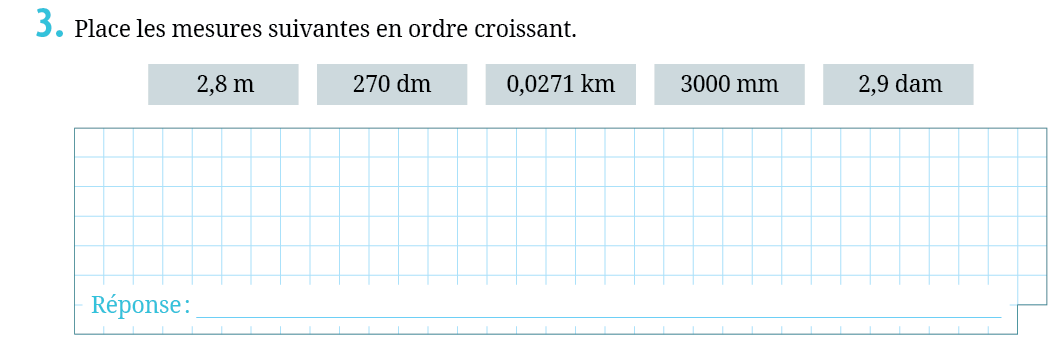 3. Place les mesures suivantes en ordre croissant.
2,8 m 270 dm 0,0271 km 3000 mm 2,9 dam
Réponse :